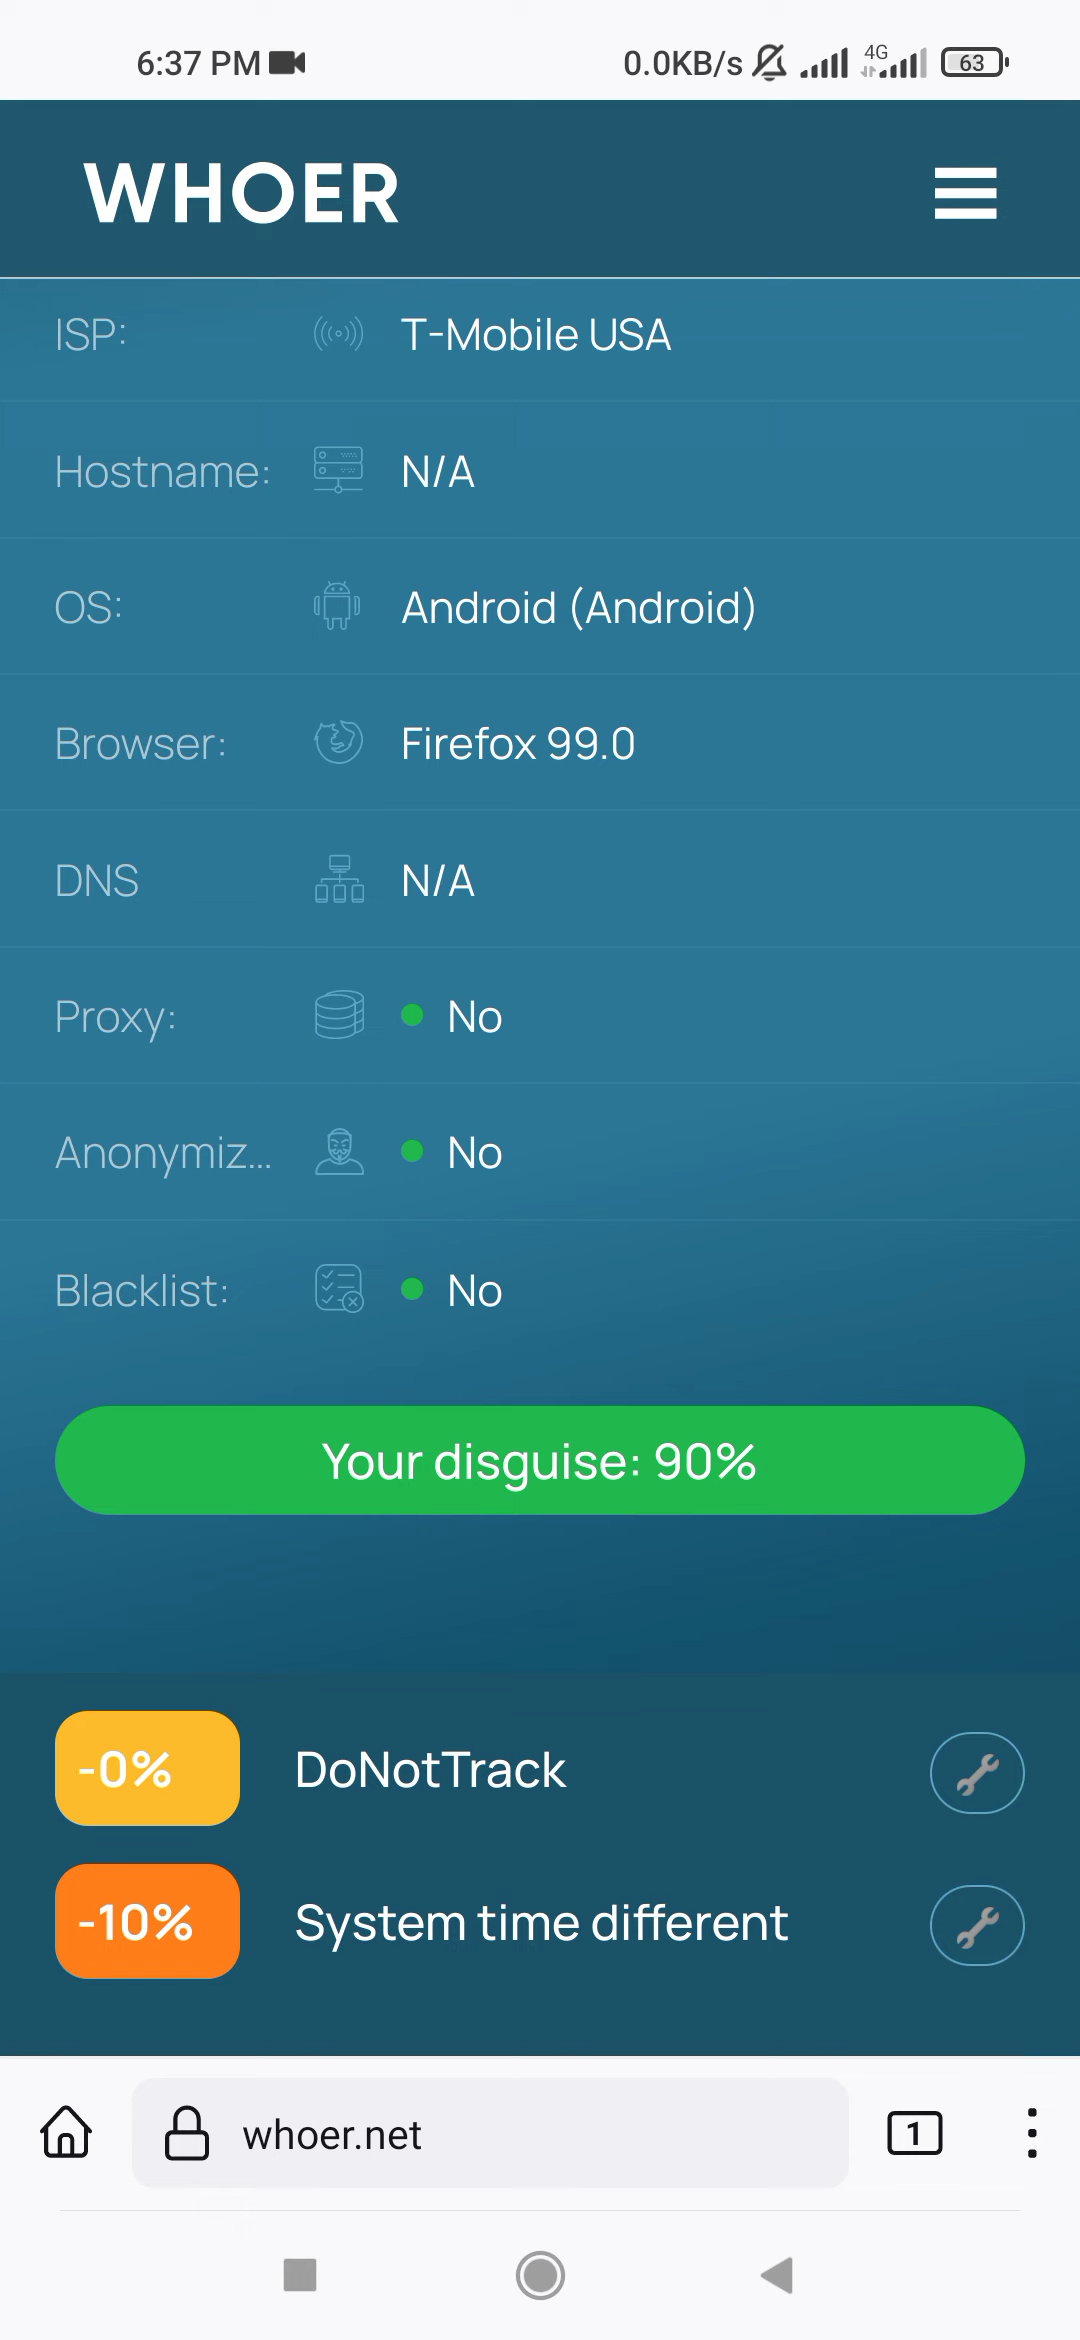 6:37 PM 0.0KB/s 4G 63
WHOER
ISP: T-Mobile USA
Hostname: N/A
OS: Android (Android)
Browser: Firefox 99.0
DNS N/A
Proxy: No
Anonymiz... No
Blacklist: No
Your disguise: 90%
-0% DoNotTrack
-10% System time different
whoer.net 1